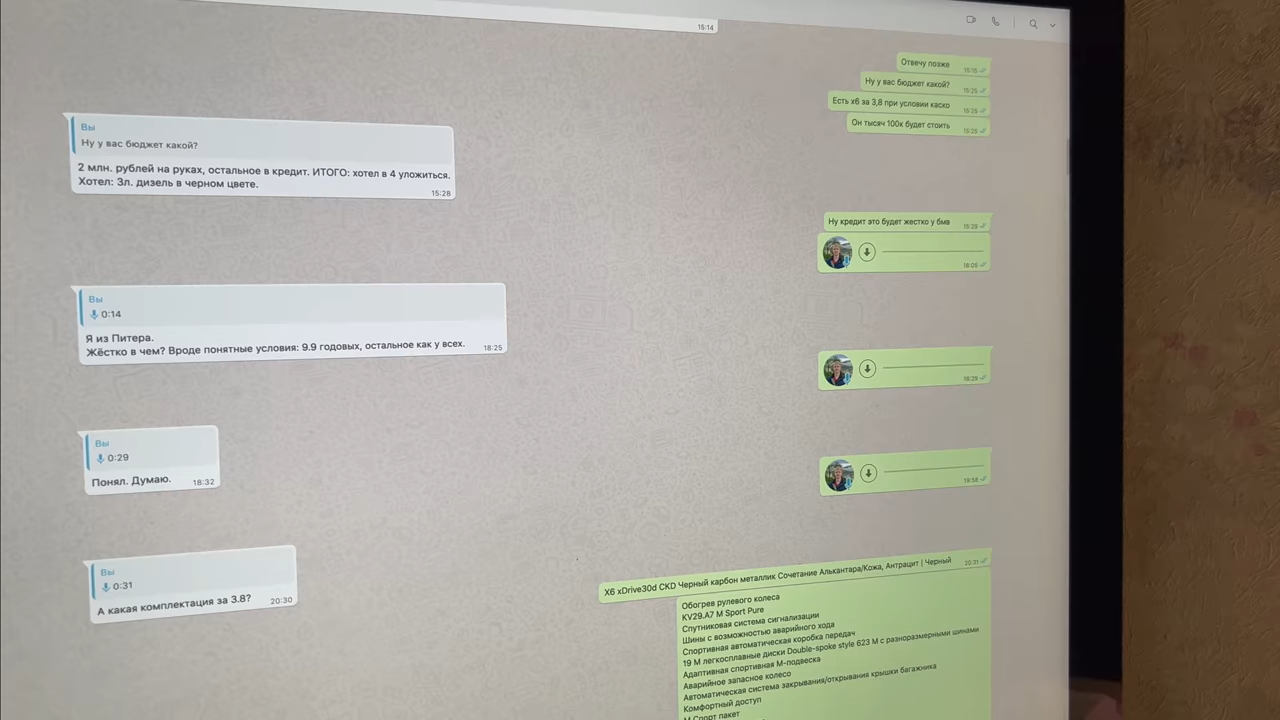 15:14
Отвечу позже
15:15
Ну у вас бюджет какой?
15:25
Есть х6 за 3,8 при условии каско
15:25
Он тысяч 100к будет стоить
15:25
Вы
Ну у вас бюджет какой?
2 млн. рублей на руках, остальное в кредит. ИТОГО: хотел в 4 уложиться.
Хотел: 3л. дизель в черном цвете.
15:28
Ну кредит это будет жестко у бмв
15:29
18:05
Вы
0:14
Я из Питера.
Жёстко в чем? Вроде понятные условия: 9.9 годовых, остальное как у всех.
18:25
18:29
Вы
0:29
Понял. Думаю.
18:32
19:58
Вы
0:31
А какая комплектация за 3.8?
20:30
X6 xDrive30d CKD Черный карбон металлик Сочетание Алькантара/Кожа, Антрацит | Черный
20:31
Обогрев рулевого колеса
KV29.A7 M Sport Pure
Спутниковая система сигнализации
Шины с возможностью аварийного хода
Спортивная автоматическая коробка передач
19 М легкосплавные диски Double-spoke style 623 M с разноразмерными шинами
Адаптивная спортивная М-подвеска
Аварийное запасное колесо
Автоматическая система закрывания/открывания крышки багажника
Комфортный доступ
М Спорт пакет